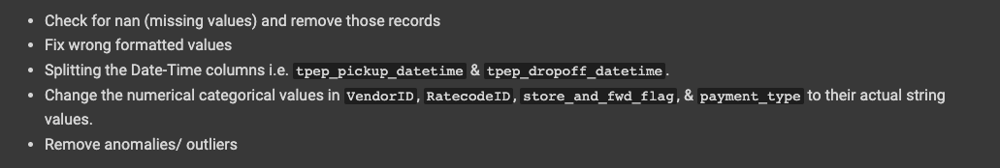 • Check for nan (missing values) and remove those records
• Fix wrong formatted values
• Splitting the Date-Time columns i.e. tpep_pickup_datetime & tpep_dropoff_datetime.
• Change the numerical categorical values in VendorID, RatecodeID, store_and_fwd_flag, & payment_type to their actual string
values.
• Remove anomalies/ outliers